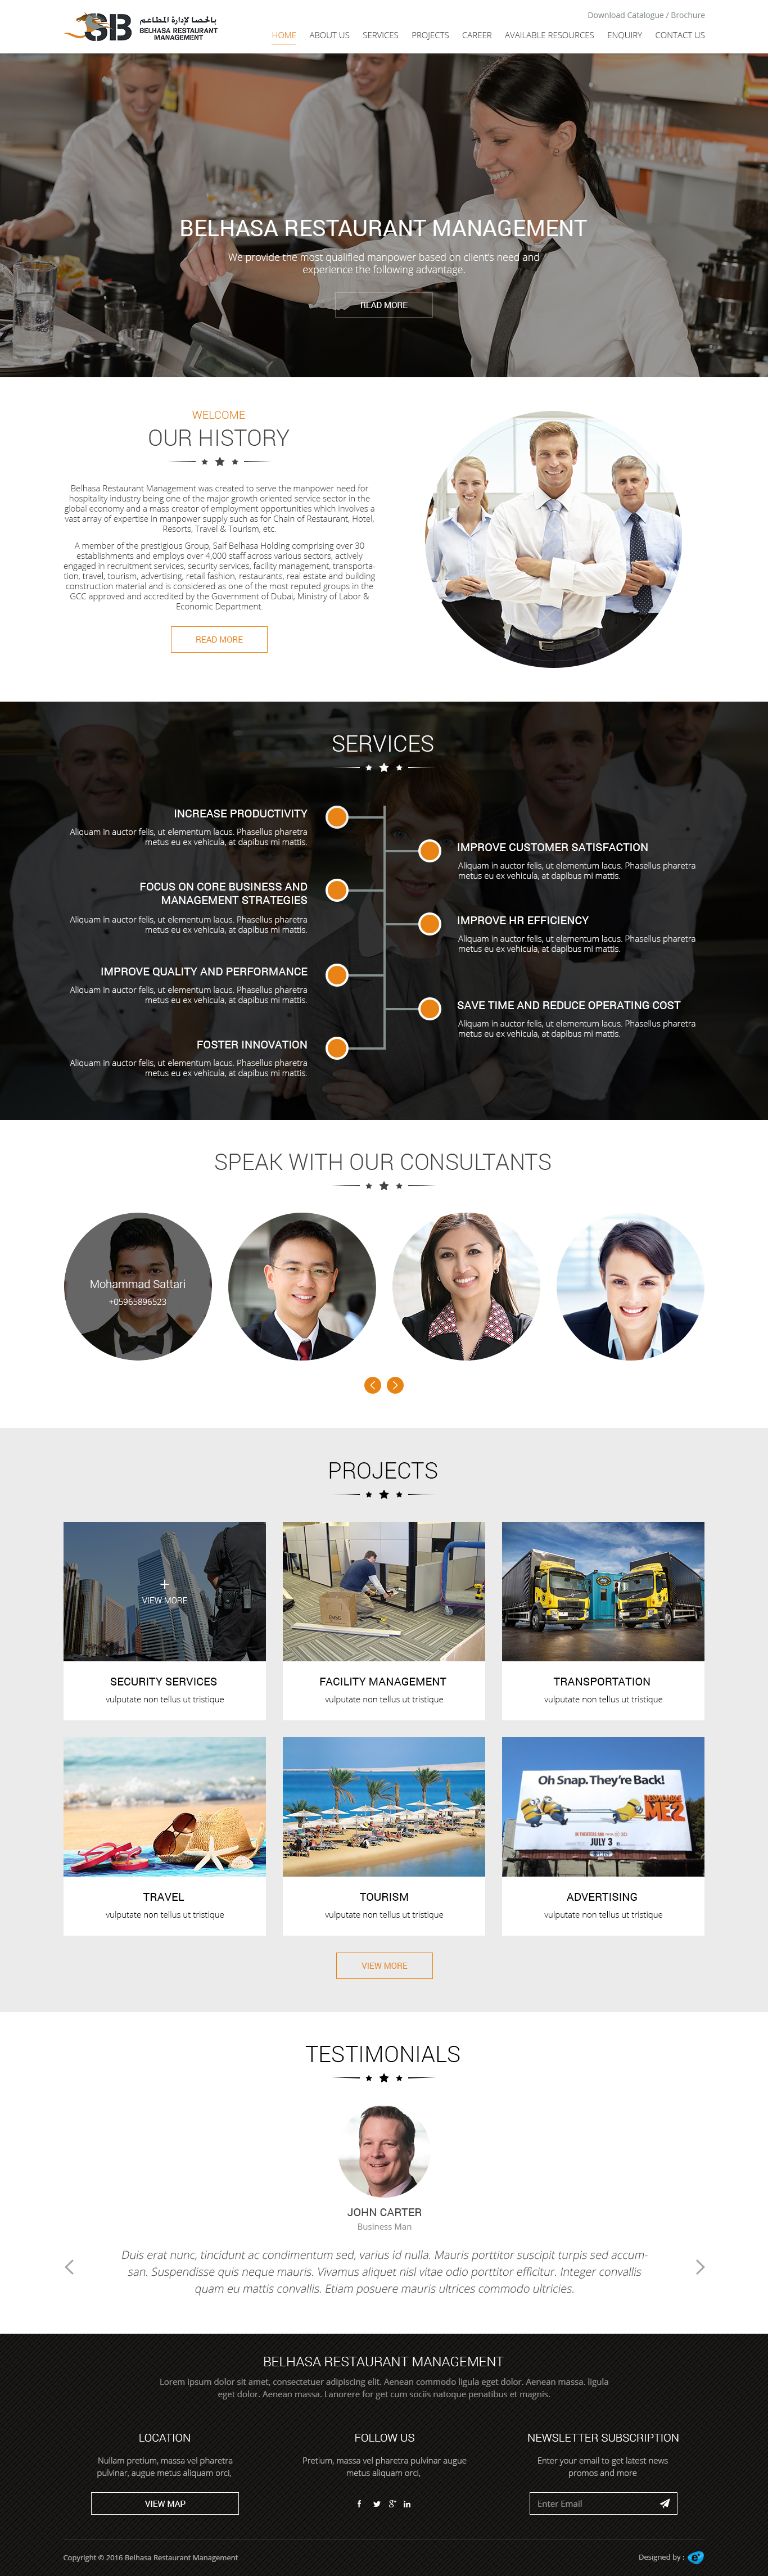 SB
بالحصا لإدارة المطاعم
BELHASA RESTAURANT
MANAGEMENT
Download Catalogue / Brochure
HOME ABOUT US SERVICES PROJECTS CAREER AVAILABLE RESOURCES ENQUIRY CONTACT US
BELHASA RESTAURANT MANAGEMENT
We provide the most qualified manpower based on client's need and
experience the following advantage.
READ MORE
WELCOME
OUR HISTORY
Belhasa Restaurant Management was created to serve the manpower need for
hospitality industry being one of the major growth oriented service sector in the
global economy and a mass creator of employment opportunities which involves a
vast array of expertise in manpower supply such as for Chain of Restaurant, Hotel,
Resorts, Travel & Tourism, etc.
A member of the prestigious Group, Saif Belhasa Holding comprising over 30
establishments and employs over 4,000 staff across various sectors, actively
engaged in recruitment services, security services, facility management, transporta-
tion, travel, tourism, advertising, retail fashion, restaurants, real estate and building
construction material and is considered as one of the most reputed groups in the
GCC approved and accredited by the Government of Dubai, Ministry of Labor &
Economic Department.
READ MORE
SERVICES
INCREASE PRODUCTIVITY
Aliquam in auctor felis, ut elementum lacus. Phasellus pharetra
metus eu ex vehicula, at dapibus mi mattis.
IMPROVE CUSTOMER SATISFACTION
Aliquam in auctor felis, ut elementum lacus. Phasellus pharetra
metus eu ex vehicula, at dapibus mi mattis.
FOCUS ON CORE BUSINESS AND
MANAGEMENT STRATEGIES
Aliquam in auctor felis, ut elementum lacus. Phasellus pharetra
metus eu ex vehicula, at dapibus mi mattis.
IMPROVE HR EFFICIENCY
Aliquam in auctor felis, ut elementum lacus. Phasellus pharetra
metus eu ex vehicula, at dapibus mi mattis.
IMPROVE QUALITY AND PERFORMANCE
Aliquam in auctor felis, ut elementum lacus. Phasellus pharetra
metus eu ex vehicula, at dapibus mi mattis.
SAVE TIME AND REDUCE OPERATING COST
Aliquam in auctor felis, ut elementum lacus. Phasellus pharetra
metus eu ex vehicula, at dapibus mi mattis.
FOSTER INNOVATION
Aliquam in auctor felis, ut elementum lacus. Phasellus pharetra
metus eu ex vehicula, at dapibus mi mattis.
SPEAK WITH OUR CONSULTANTS
Mohammad Sattari
+05965896523
PROJECTS
+
VIEW MORE
SECURITY SERVICES
vulputate non tellus ut tristique
FACILITY MANAGEMENT
vulputate non tellus ut tristique
TRANSPORTATION
vulputate non tellus ut tristique
Oh Snap. They're Back!
DESPICABLE
ME2
IN THEATERS AND
JULY 3
TRAVEL
vulputate non tellus ut tristique
TOURISM
vulputate non tellus ut tristique
ADVERTISING
vulputate non tellus ut tristique
VIEW MORE
TESTIMONIALS
JOHN CARTER
Business Man
Duis erat nunc, tincidunt ac condimentum sed, varius id nulla. Mauris porttitor suscipit turpis sed accum-
san. Suspendisse quis neque mauris. Vivamus aliquet nisl vitae odio porttitor efficitur. Integer convallis
quam eu mattis convallis. Etiam posuere mauris ultrices commodo ultricies.
BELHASA RESTAURANT MANAGEMENT
Lorem ipsum dolor sit amet, consectetuer adipiscing elit. Aenean commodo ligula eget dolor. Aenean massa. ligula
eget dolor. Aenean massa. Lanorere for get cum sociis natoque penatibus et magnis.
LOCATION
Nullam pretium, massa vel pharetra
pulvinar, augue metus aliquam orci,
VIEW MAP
FOLLOW US
Pretium, massa vel pharetra pulvinar augue
metus aliquam orci,
NEWSLETTER SUBSCRIPTION
Enter your email to get latest news
promos and more
Enter Email
Copyright © 2016 Belhasa Restaurant Management
Designed by :